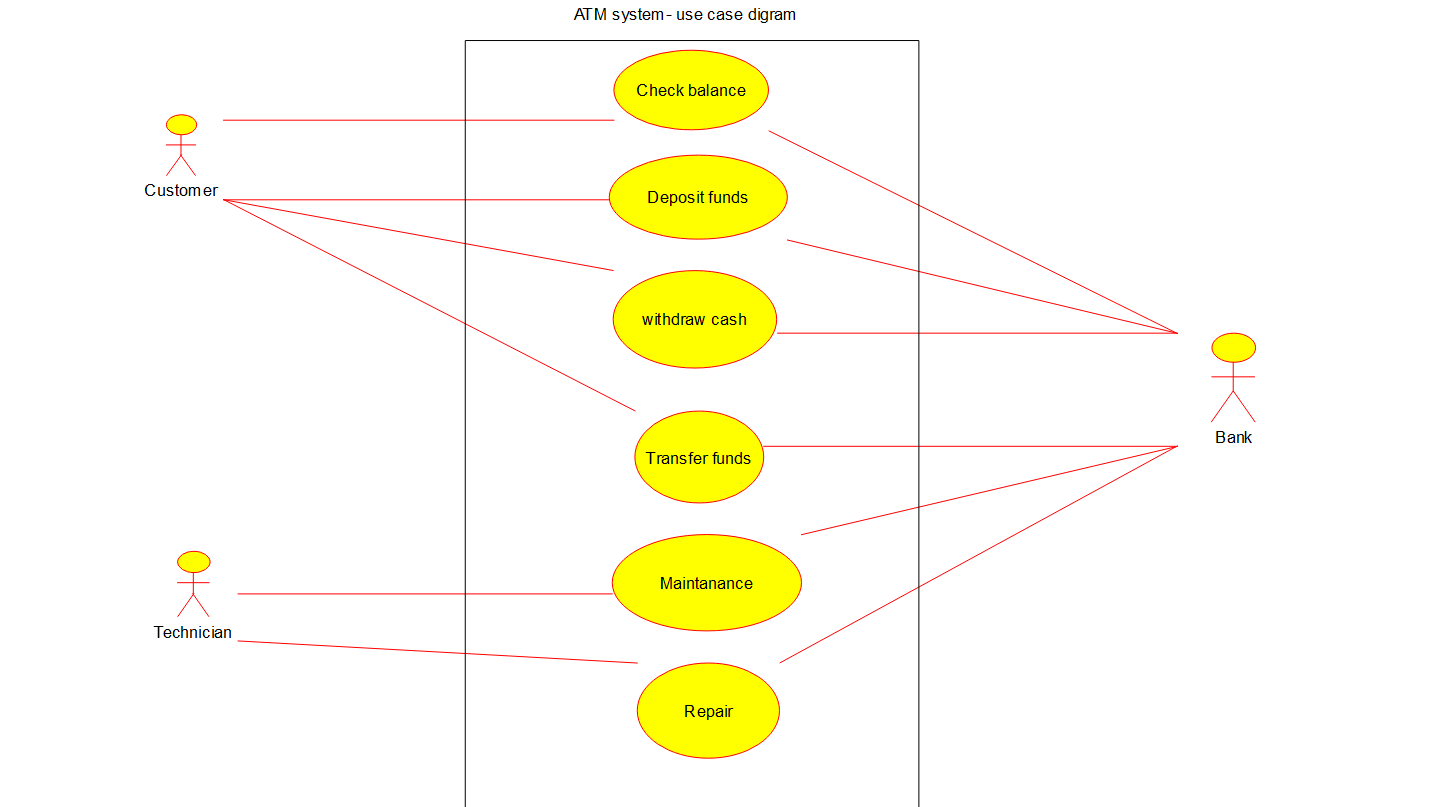 ATM system- use case digram
Check balance
Customer
Deposit funds
withdraw cash
Bank
Transfer funds
Maintanance
Technician
Repair